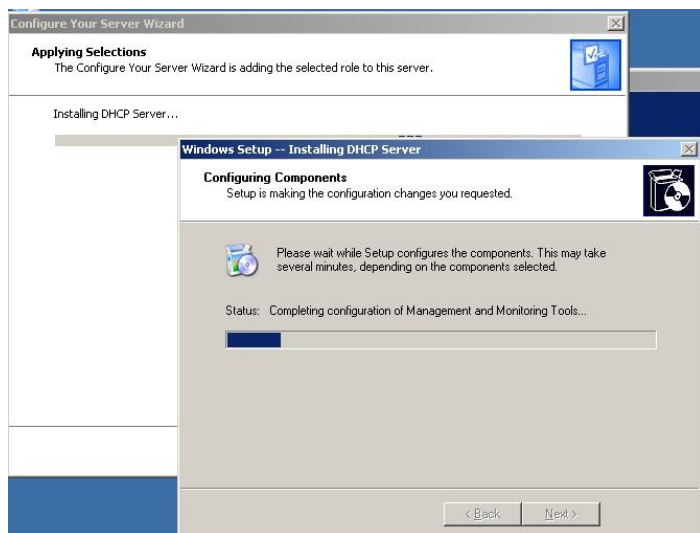 Configure Your Server Wizard
Applying Selections
The Configure Your Server Wizard is adding the selected role to this server.
Installing DHCP Server...
Windows Setup -- Installing DHCP Server
Configuring Components
Setup is making the configuration changes you requested.
Please wait while Setup configures the components. This may take
several minutes, depending on the components selected.
Status: Completing configuration of Management and Monitoring Tools...
< Back
Next >